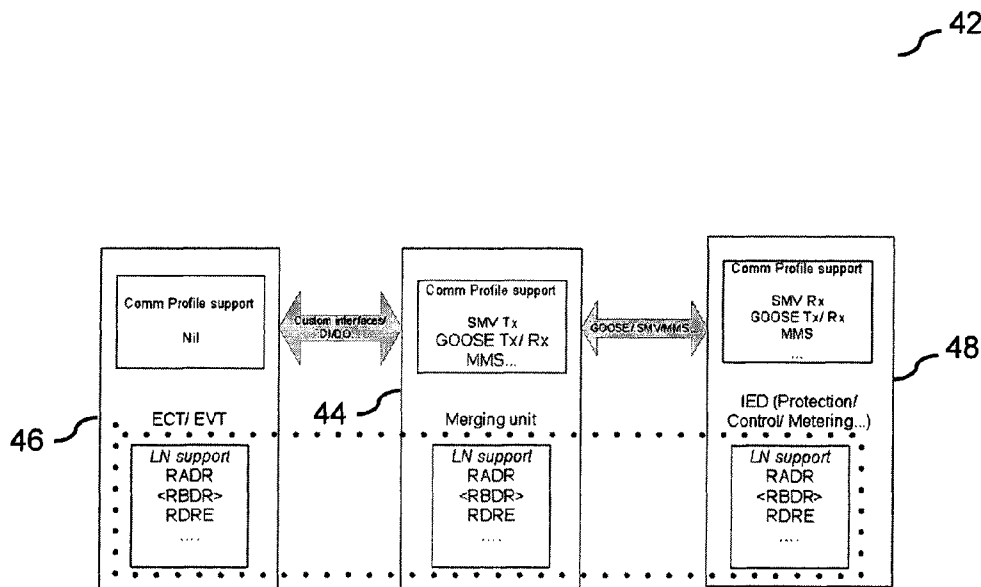 42
Comm Profile support
Nil
Custom interfaces/
DI/DO...
Comm Profile support
SMV Tx
GOOSE Tx/ Rx
MMS...
GOOSE / SMV/MMS...
Comm Profile support
SMV Rx
GOOSE Tx/ Rx
MMS
...
46
ECT/ EVT
44
Merging unit
48
IED (Protection/
Control/ Metering...)
LN support
RADR
<RBDR>
RDRE
....
LN support
RADR
<RBDR>
RDRE
....
LN support
RADR
<RBDR>
RDRE
....